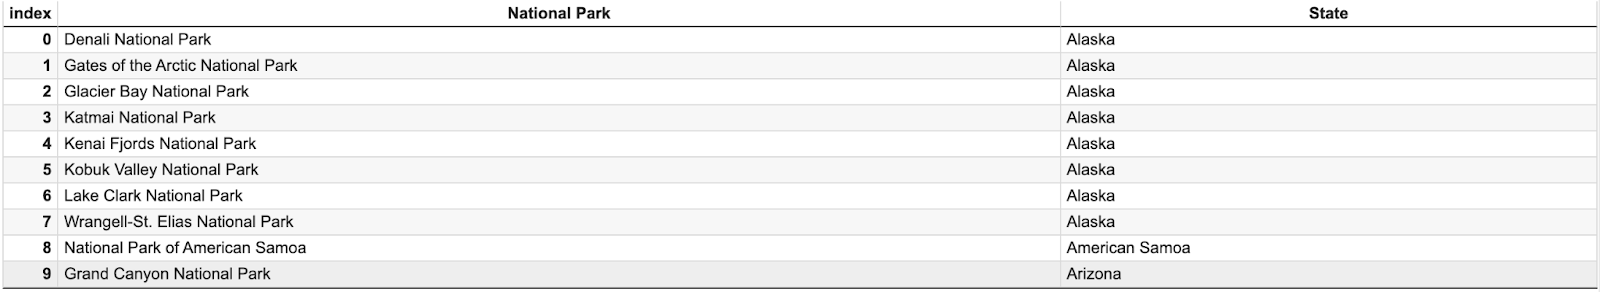 index National Park State
0 Denali National Park Alaska
1 Gates of the Arctic National Park Alaska
2 Glacier Bay National Park Alaska
3 Katmai National Park Alaska
4 Kenai Fjords National Park Alaska
5 Kobuk Valley National Park Alaska
6 Lake Clark National Park Alaska
7 Wrangell-St. Elias National Park Alaska
8 National Park of American Samoa American Samoa
9 Grand Canyon National Park Arizona